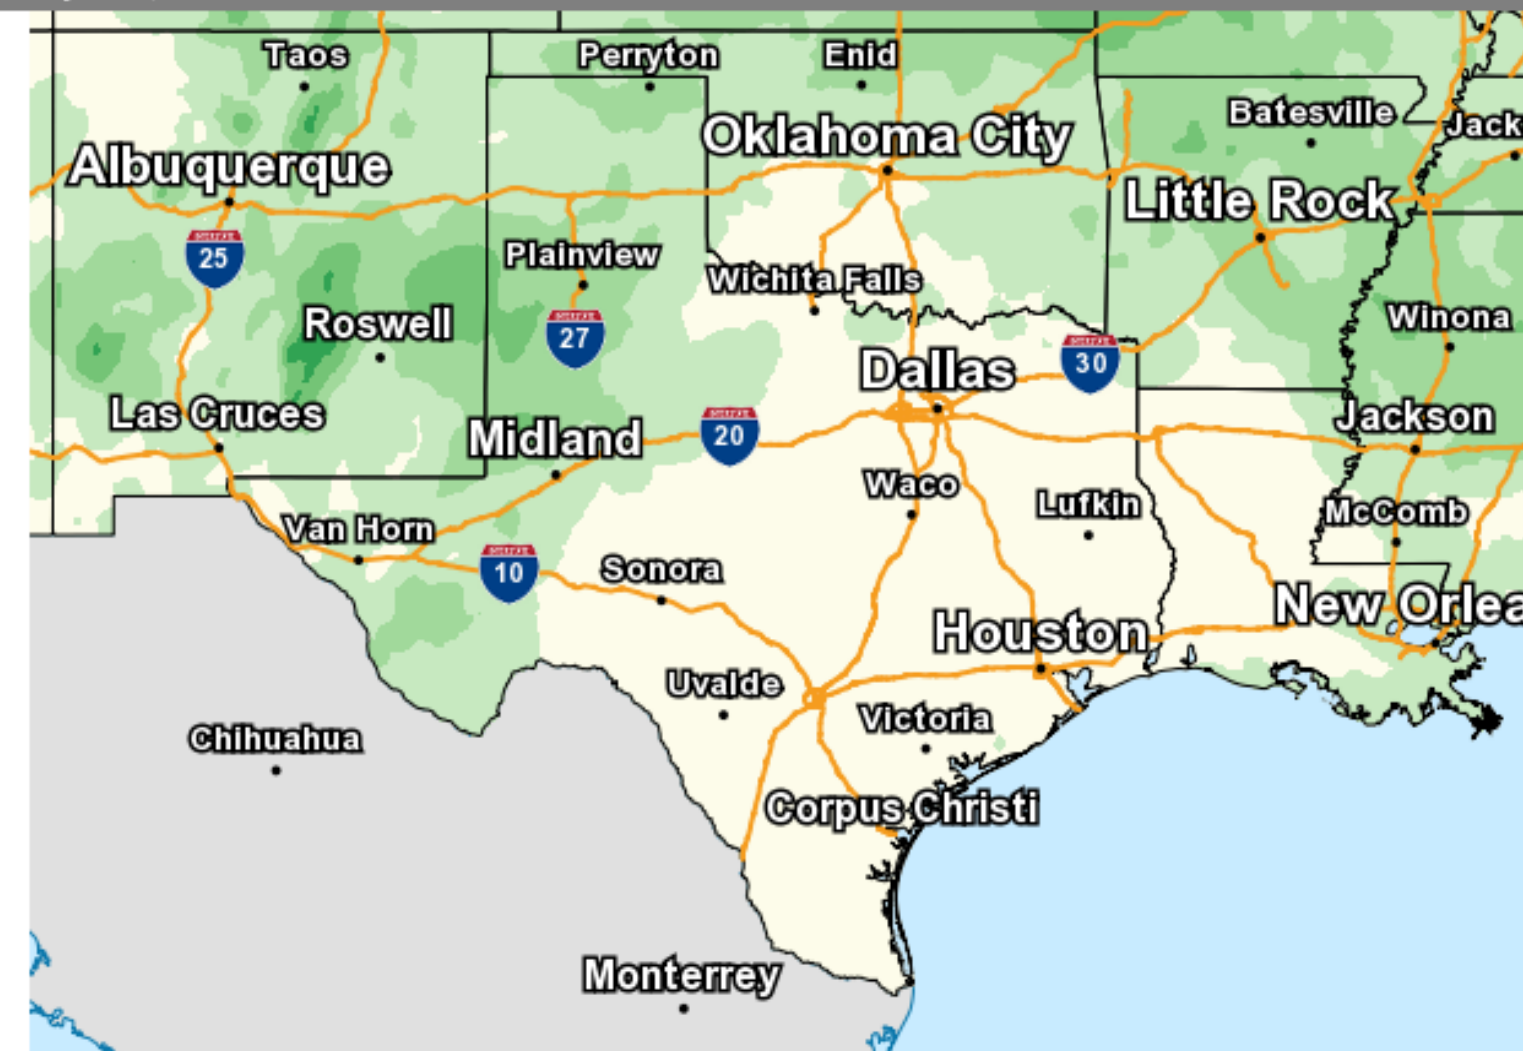 Taos
Perryton
Enid
Batesville
Jack
Oklahoma City
Albuquerque
Little Rock
25
Plainview
Wichita Falls
Roswell
27
Winona
30
Dallas
Las Cruces
Midland
20
Jackson
Waco
Lufkin
McComb
Van Horn
10
Sonora
New Orlea
Houston
Uvalde
Victoria
Chihuahua
Corpus Christi
Monterrey